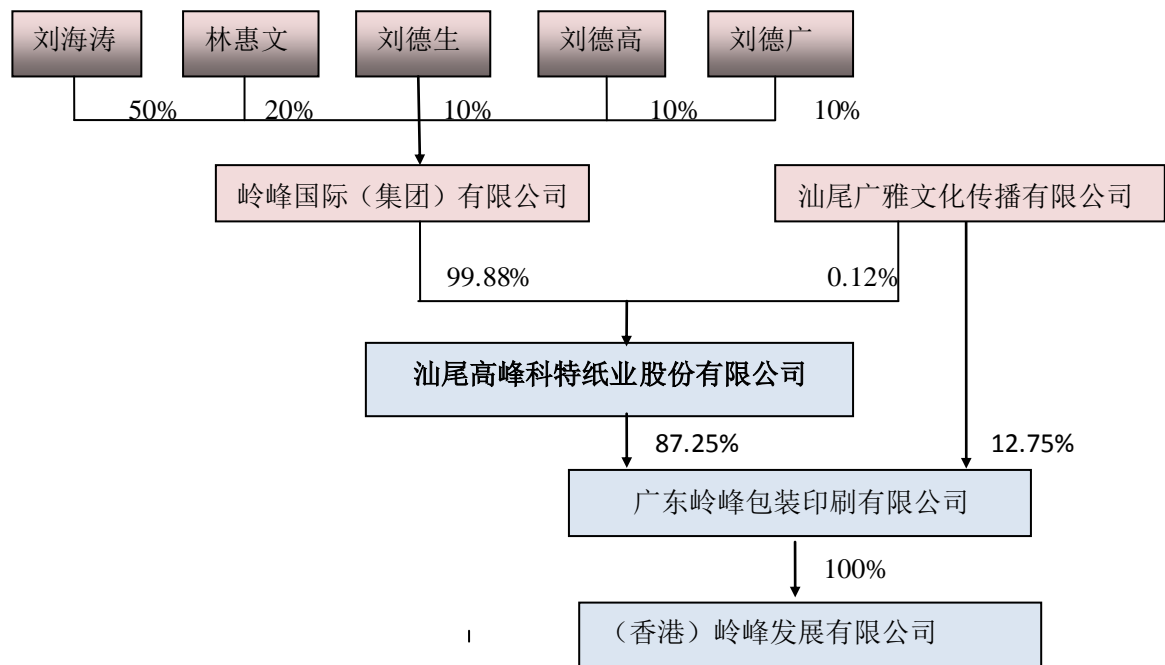 刘海涛
林惠文
刘德生
刘德高
刘德广
50%
20%
10%
10%
10%
岭峰国际（集团）有限公司
汕尾广雅文化传播有限公司
99.88%
0.12%
汕尾高峰科特纸业股份有限公司
87.25%
12.75%
广东岭峰包装印刷有限公司
100%
（香港）岭峰发展有限公司